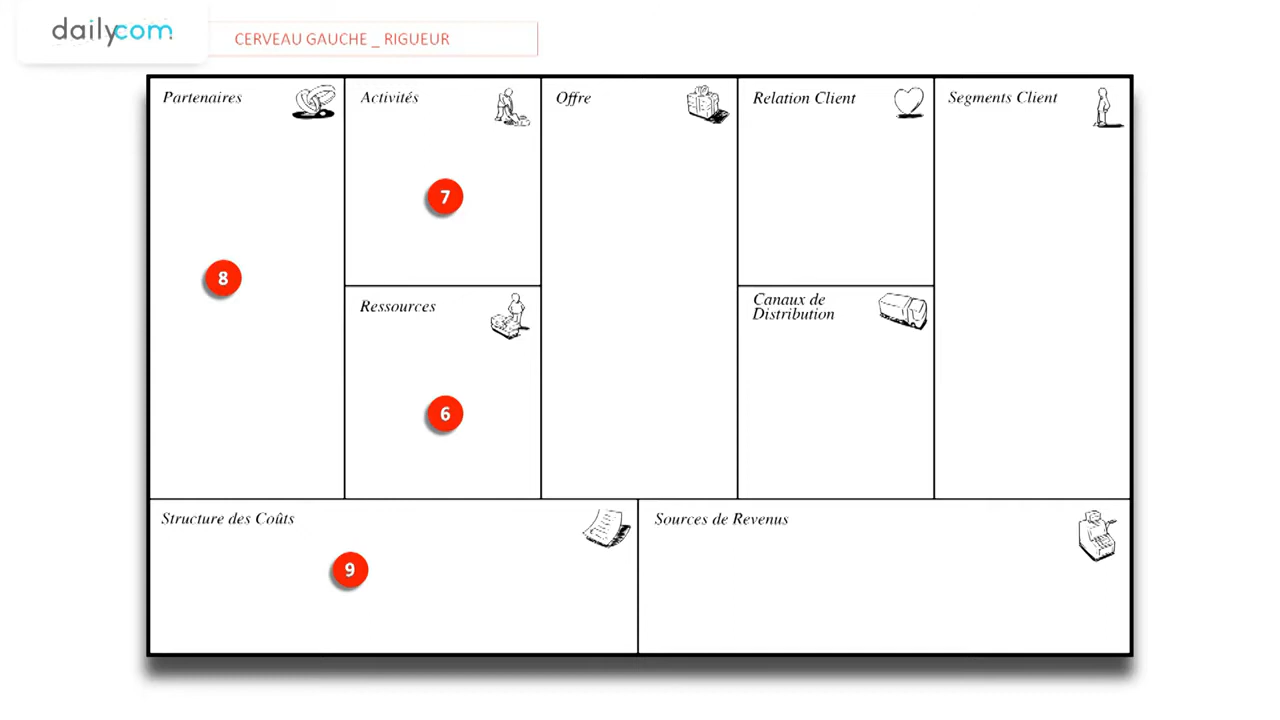 dailycom.
CERVEAU GAUCHE _ RIGUEUR
Partenaires
8
Activités
7
Ressources
6
Offre
Relation Client
Canaux de
Distribution
Segments Client
Structure des Coûts
9
Sources de Revenus